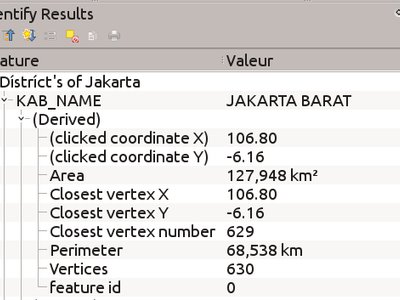 entify Results
ature Valeur
Dístríct's of Jakarta
KAB_NAME JAKARTA BARAT
(Derived)
(clicked coordinate X) 106.80
(clicked coordinate Y) -6.16
Area 127,948 km²
Closest vertex X 106.80
Closest vertex Y -6.16
Closest vertex number 629
Perimeter 68,538 km
Vertices 630
feature id 0